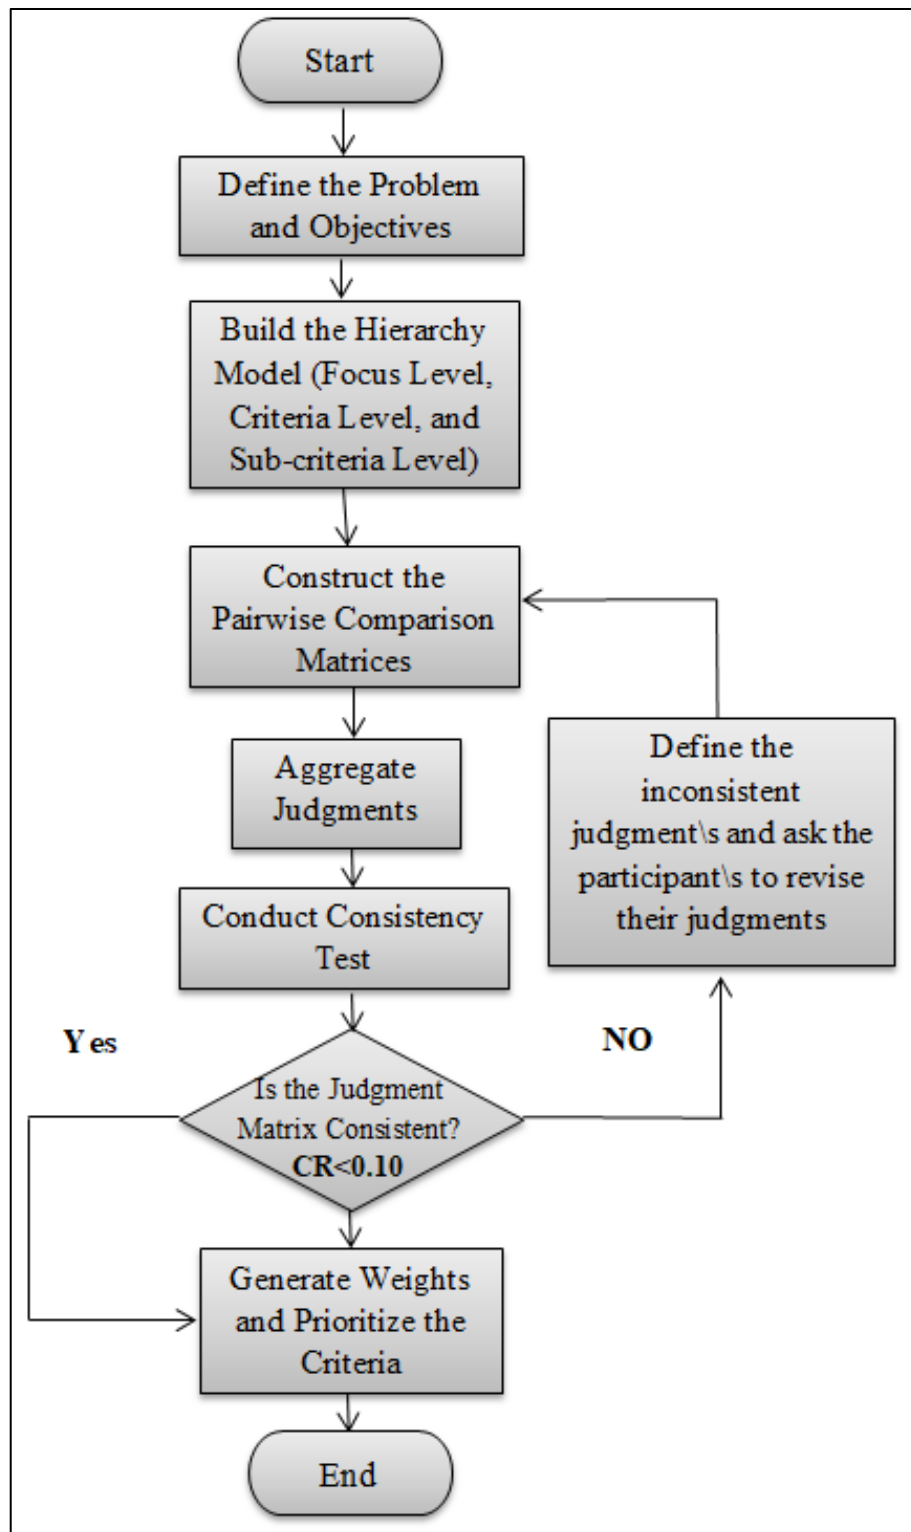 Start
Define the Problem
and Objectives
Build the Hierarchy
Model (Focus Level,
Criteria Level, and
Sub-criteria Level)
Construct the
Pairwise Comparison
Matrices
Aggregate
Judgments
Define the
inconsistent
judgment\s and ask the
participant\s to revise
their judgments
Conduct Consistency
Test
Yes
NO
Is the Judgment
Matrix Consistent?
CR<0.10
Generate Weights
and Prioritize the
Criteria
End